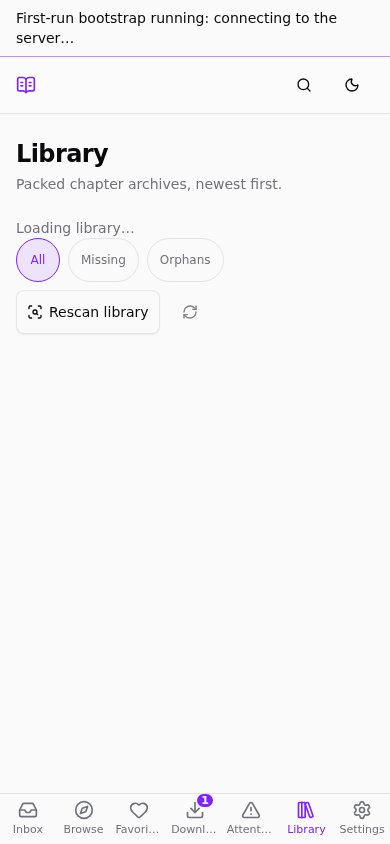 First-run bootstrap running: connecting to the
server…
Library
Packed chapter archives, newest first.
Loading library…
All
Missing
Orphans
Rescan library
1
Inbox
Browse
Favori…
Downl…
Attent…
Library
Settings